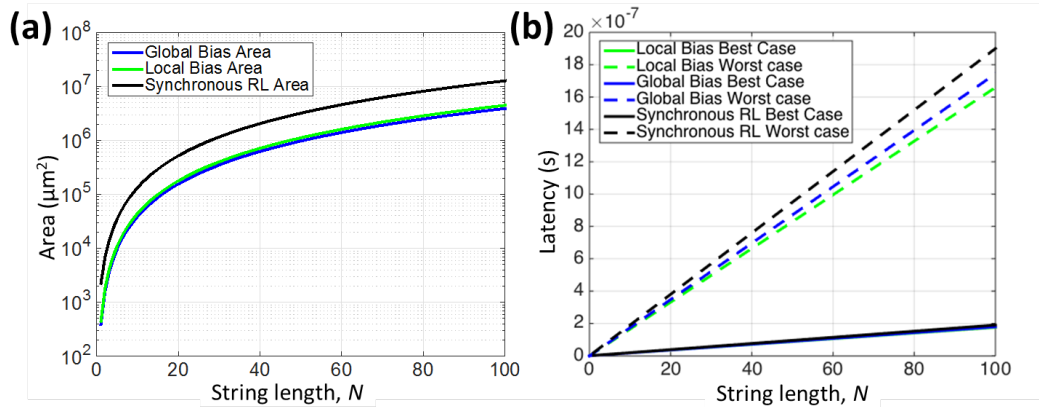 (a)
10^8
10^7
10^6
10^5
10^4
10^3
10^2
Area (µm²)
Global Bias Area
Local Bias Area
Synchronous RL Area
0 20 40 60 80 100
String length, N
(b)
20 ×10^-7
18
16
14
12
10
8
6
4
2
0
Latency (s)
Local Bias Best Case
Local Bias Worst case
Global Bias Best Case
Global Bias Worst case
Synchronous RL Best Case
Synchronous RL Worst case
0 20 40 60 80 100
String length, N